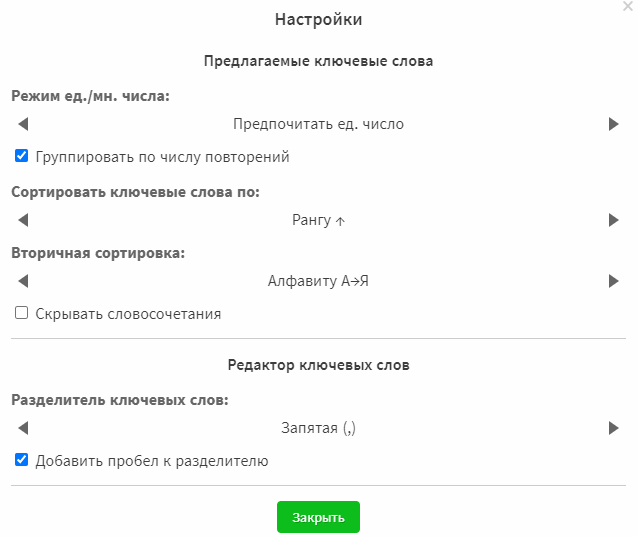 Настройки
Предлагаемые ключевые слова
Режим ед./мн. числа:
Предпочитать ед. число
Группировать по числу повторений
Сортировать ключевые слова по:
Рангу ↑
Вторичная сортировка:
Алфавиту А→Я
Скрывать словосочетания
Редактор ключевых слов
Разделитель ключевых слов:
Запятая (,)
Добавить пробел к разделителю
Закрыть